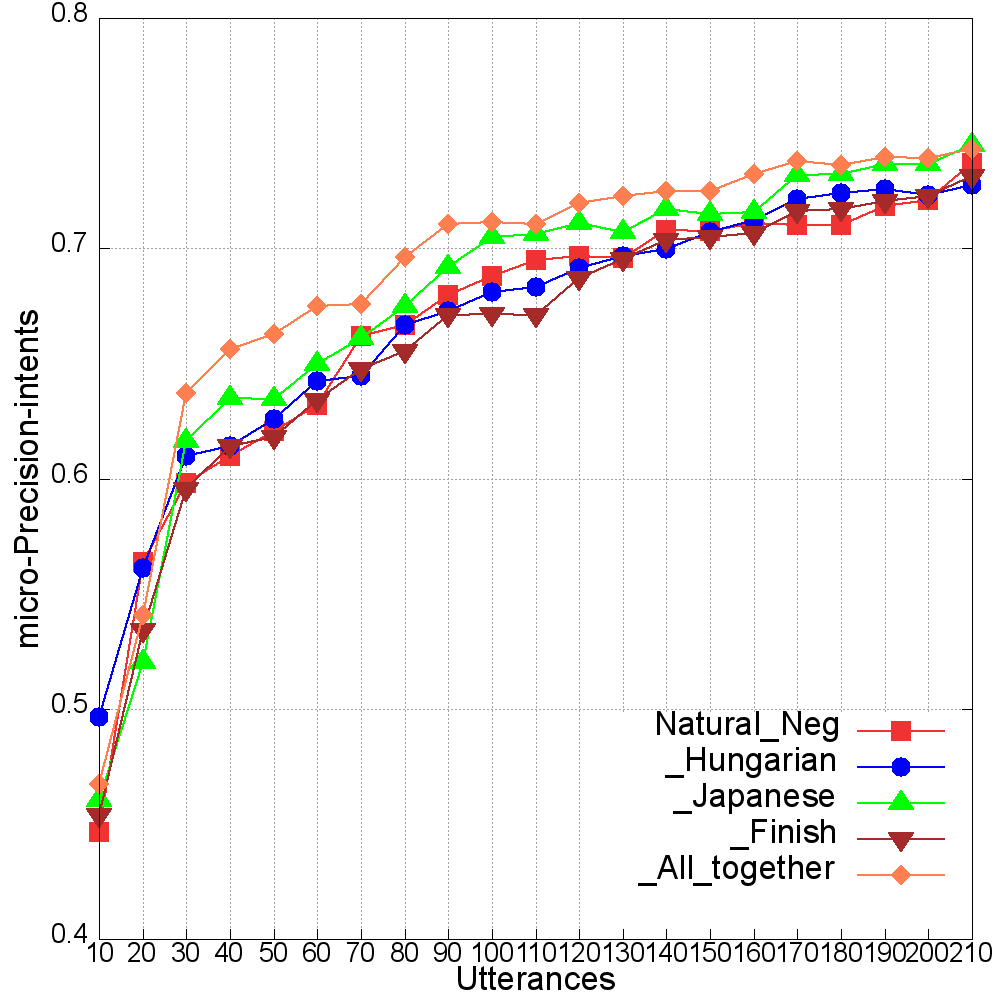 0.8
0.7
0.6
0.5
0.4
micro-Precision-intents
Natural_Neg
_Hungarian
_Japanese
_Finish
_All_together
10 20 30 40 50 60 70 80 90 100 110 120 130 140 150 160 170 180 190 200 210
Utterances